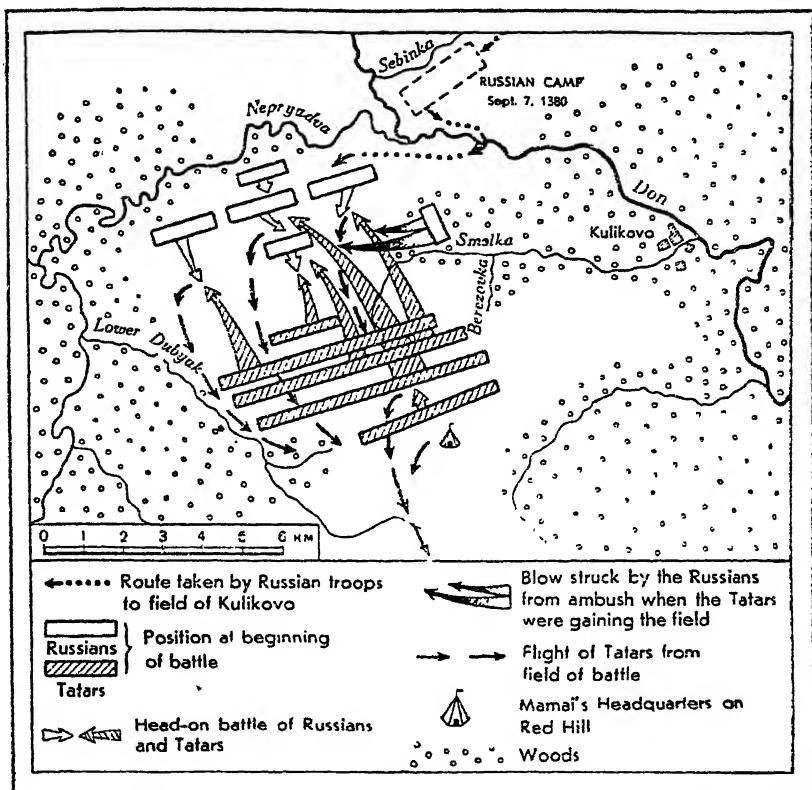 Sebinka
RUSSIAN CAMP
Sept. 7, 1380
Nepryadva
Don
Kulikovo
Smolka
Berezovka
Lower Dubyak
0 1 2 3 4 5 6 KM
Route taken by Russian troops
to field of Kulikovo
Russians
Tatars
Position at beginning
of battle
Head-on battle of Russians
and Tatars
Blow struck by the Russians
from ambush when the Tatars
were gaining the field
Flight of Tatars from
field of battle
Mamai's Headquarters on
Red Hill
Woods